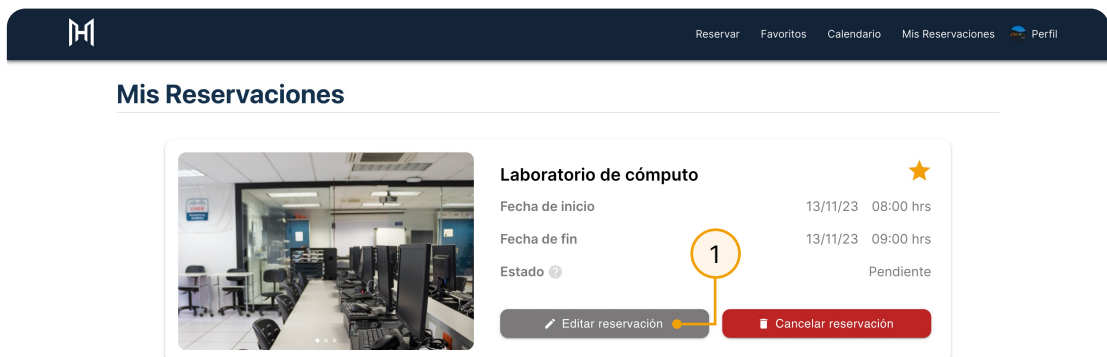 Reservar Favoritos Calendario Mis Reservaciones Perfil
Mis Reservaciones
Laboratorio de cómputo
Fecha de inicio 13/11/23 08:00 hrs
Fecha de fin 13/11/23 09:00 hrs
1
Estado ? Pendiente
Editar reservación Cancelar reservación